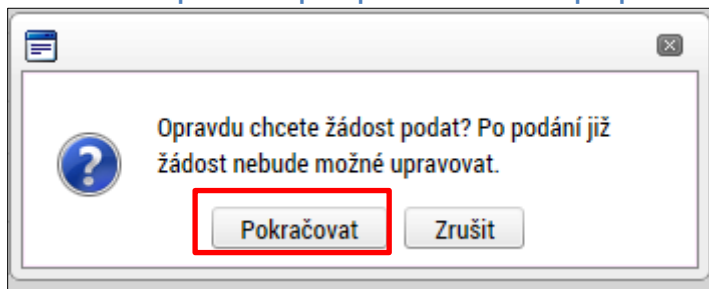 Opravdu chcete žádost podat? Po podání již
žádost nebude možné upravovat.
Pokračovat Zrušit